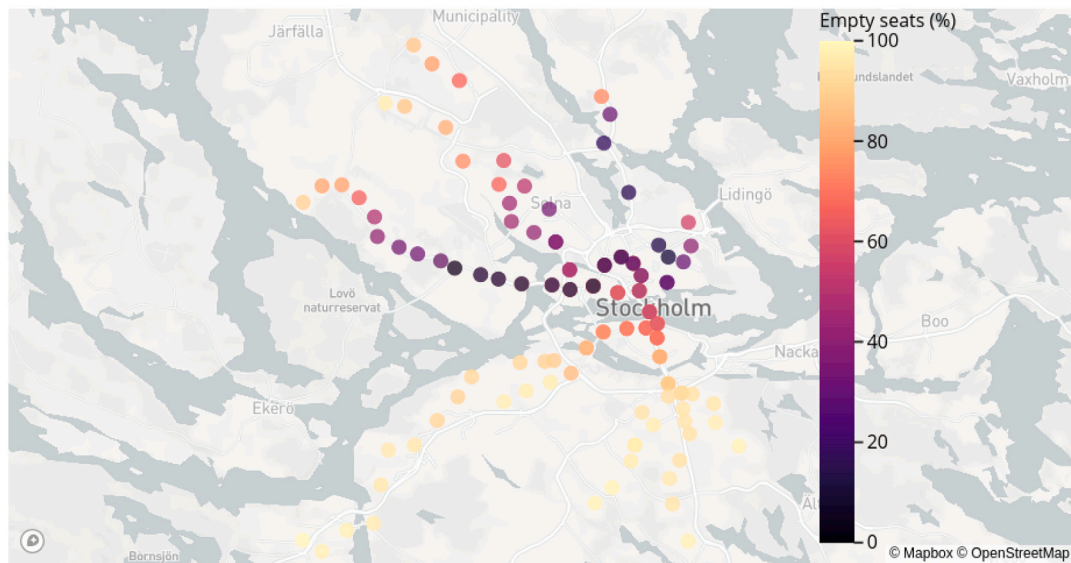 Municipality
Järfälla
Empty seats (%)
100
Vaxholm
80
Lidingö
Solna
60
Lovö
naturreservat
Stockholm
Boo
40
Nacka
Ekerö
20
Bornsjön
0
© Mapbox © OpenStreetMap